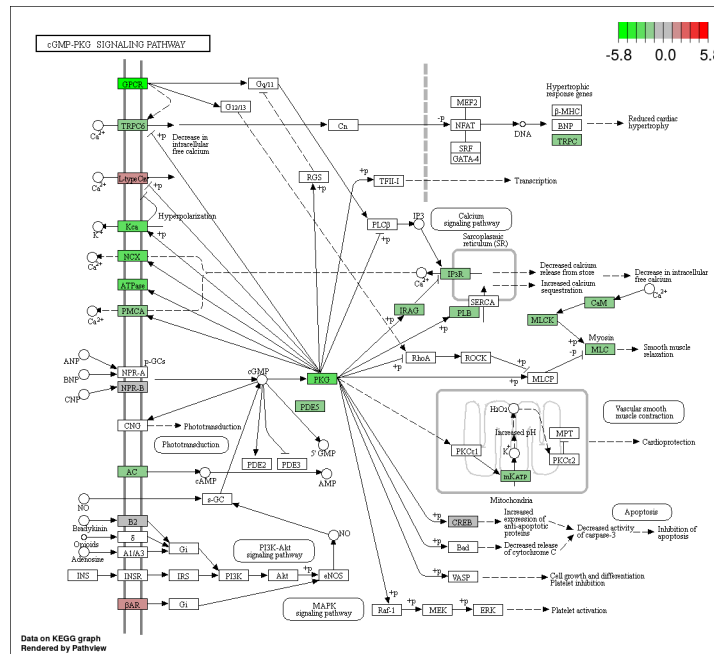 cGMP-PKG SIGNALING PATHWAY
-5.8 0.0 5.8
GPCR
Gq/11
G12/13
TRPC6
Ca2+
+p
Decrease in
intracellular
free calcium
Cn
-p
MEF2
NFAT
SRF
GATA-4
DNA
Hypertrophic
response genes
β-MHC
BNP
TRPC
Reduced cardiac
hypertrophy
L-typeCa
Ca2+
+p
+p
RGS
+p
TFII-I
+p
Transcription
Hyperpolarization
Kca
K+
+p
PLCβ
+p
IP3
Calcium
signaling pathway
Sarcoplasmic
reticulum (SR)
NCX
Ca2+
ATPase
PMCA
Ca2+
Ca2+
IP3R
Decreased calcium
release from store
Increased calcium
sequestration
Decrease in intracellular
free calcium
SERCA
IRAG
+p
PLB
+p
CaM
Ca2+
MLCK
+p
-p
Myosin
MLC
Smooth muscle
relaxation
RhoA
+p
ROCK
+p
MLCP
ANP
BNP
CNP
p-GCs
NPR-A
NPR-B
cGMP
PKG
PDE5
CNG
Phototransduction
Phototransduction
5' GMP
PDE2
PDE3
AC
cAMP
AMP
NO
s-GC
H2O2
Increased pH
K+
MPT
PKCε1
PKCε2
mKATP
Mitochondria
Vascular smooth
muscle contraction
Cardioprotection
Bradykinin
Opioids
Adenosine
B2
δ
A1/A3
Gi
NO
PI3K-Akt
signaling pathway
INS
INSR
IRS
PI3K
Akt
+p
eNOS
βAR
Gi
MAPK
signaling pathway
+p
CREB
Increased
expression of
anti-apoptotic
proteins
Apoptosis
+p
Bad
Decreased release
of cytochrome C
Decreased activity
of caspase-3
Inhibition of
apoptosis
+p
VASP
Cell growth and differentiation
Platelet inhibition
+p
Raf-1
MEK
ERK
Platelet activation
Data on KEGG graph
Rendered by Pathview